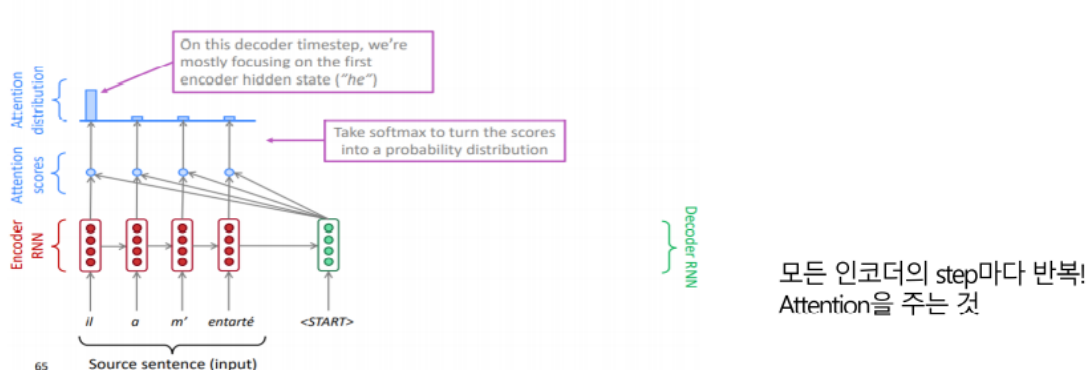 On this decoder timestep, we're
mostly focusing on the first
encoder hidden state ("he")
Attention
distribution
Take softmax to turn the scores
into a probability distribution
Attention
scores
Encoder
RNN
Decoder RNN
il a m' entarté <START>
Source sentence (input)
65
모든 인코더의 step마다 반복!
Attention을 주는 것